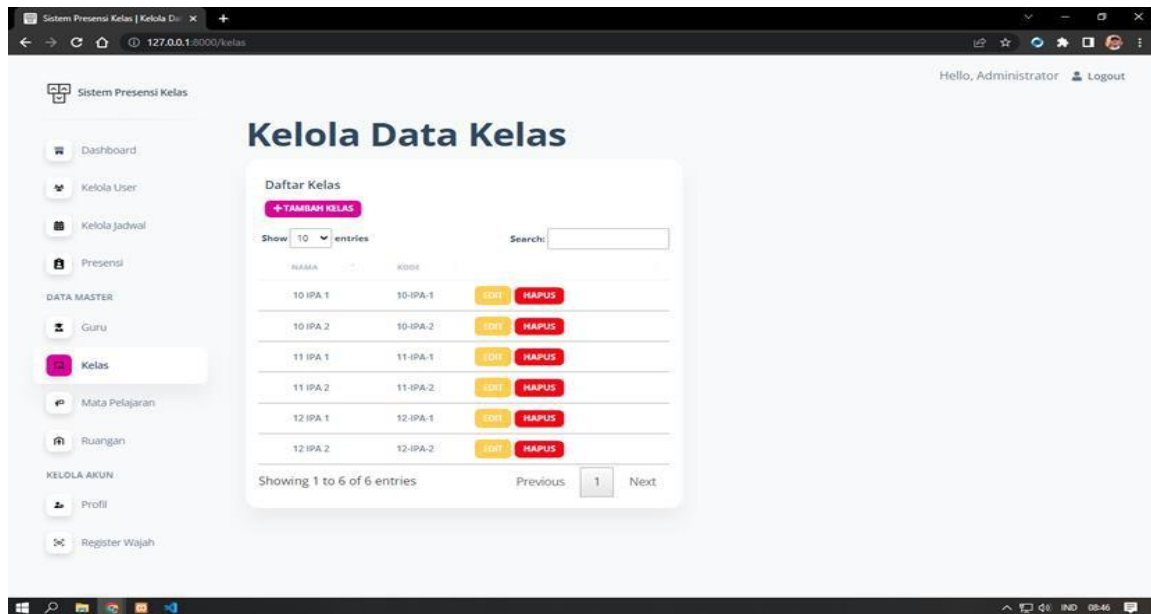 Sistem Presensi Kelas | Kelola Da
127.0.0.1:8000/kelas
Hello, Administrator Logout
Sistem Presensi Kelas
Dashboard
Kelola User
Kelola Jadwal
Presensi
DATA MASTER
Guru
Kelas
Mata Pelajaran
Ruangan
KELOLA AKUN
Profil
Register Wajah
Kelola Data Kelas
Daftar Kelas
+TAMBAH KELAS
Show 10 entries Search:
NAMA KODE
10 IPA 1 10-IPA-1 EDIT HAPUS
10 IPA 2 10-IPA-2 EDIT HAPUS
11 IPA 1 11-IPA-1 EDIT HAPUS
11 IPA 2 11-IPA-2 EDIT HAPUS
12 IPA 1 12-IPA-1 EDIT HAPUS
12 IPA 2 12-IPA-2 EDIT HAPUS
Showing 1 to 6 of 6 entries Previous 1 Next
IND 08:46